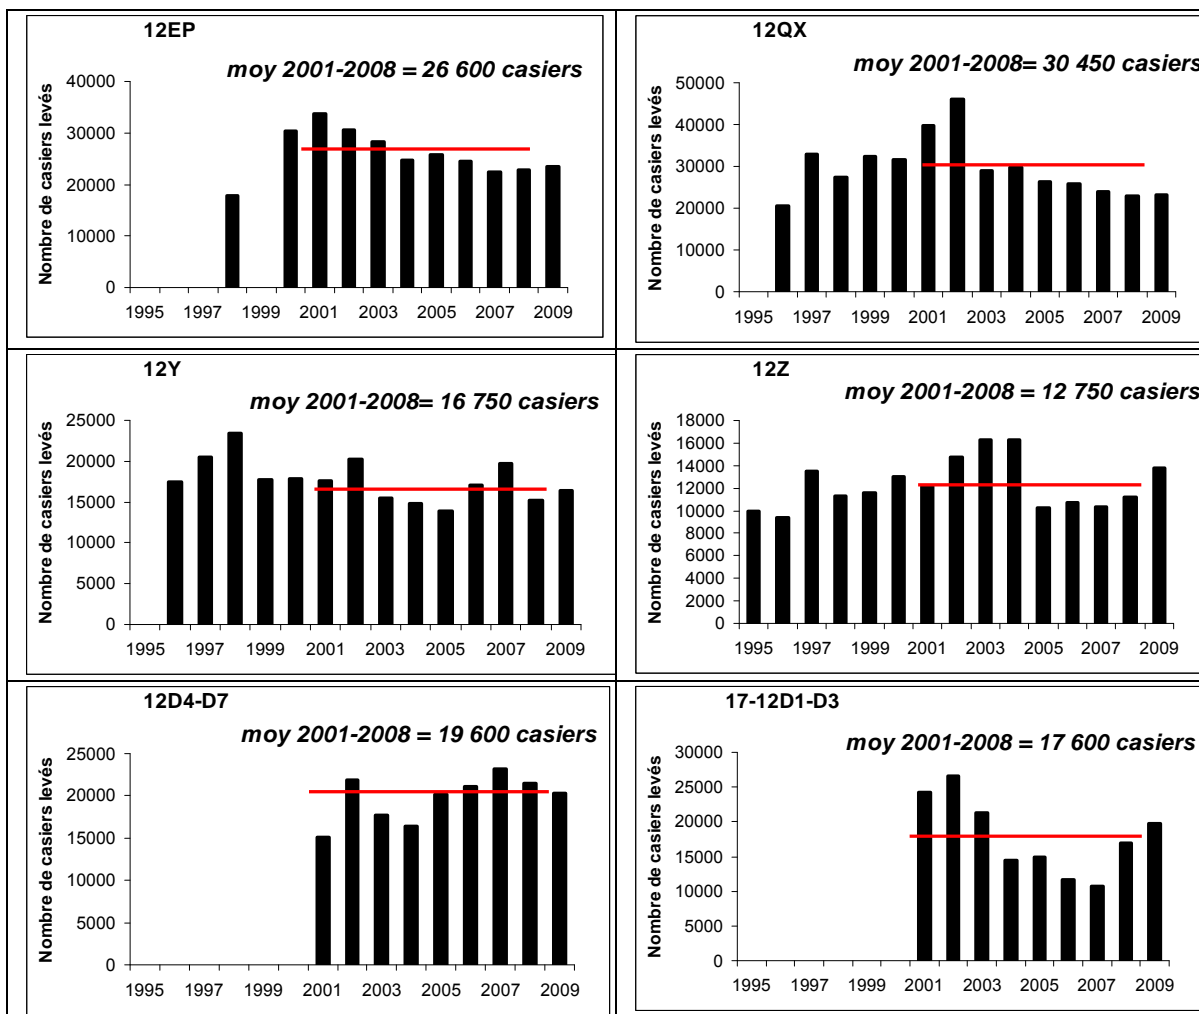 12EP
moy 2001-2008 = 26 600 casiers
Nombre de casiers levés
40000
30000
20000
10000
0
1995 1997 1999 2001 2003 2005 2007 2009
12QX
moy 2001-2008= 30 450 casiers
Nombre de casiers levés
50000
40000
30000
20000
10000
0
1995 1997 1999 2001 2003 2005 2007 2009
12Y
moy 2001-2008= 16 750 casiers
Nombre de casiers levés
25000
20000
15000
10000
5000
0
1995 1997 1999 2001 2003 2005 2007 2009
12Z
moy 2001-2008 = 12 750 casiers
Nombre de casiers levés
18000
16000
14000
12000
10000
8000
6000
4000
2000
0
1995 1997 1999 2001 2003 2005 2007 2009
12D4-D7
moy 2001-2008 = 19 600 casiers
Nombre de casiers levés
25000
20000
15000
10000
5000
0
1995 1997 1999 2001 2003 2005 2007 2009
17-12D1-D3
moy 2001-2008 = 17 600 casiers
Nombre de casiers levés
30000
25000
20000
15000
10000
5000
0
1995 1997 1999 2001 2003 2005 2007 2009